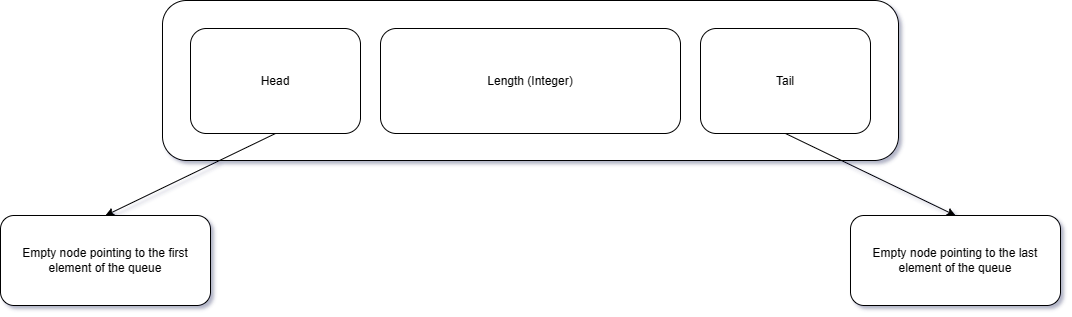 Head
Length (Integer)
Tail
Empty node pointing to the first
element of the queue
Empty node pointing to the last
element of the queue